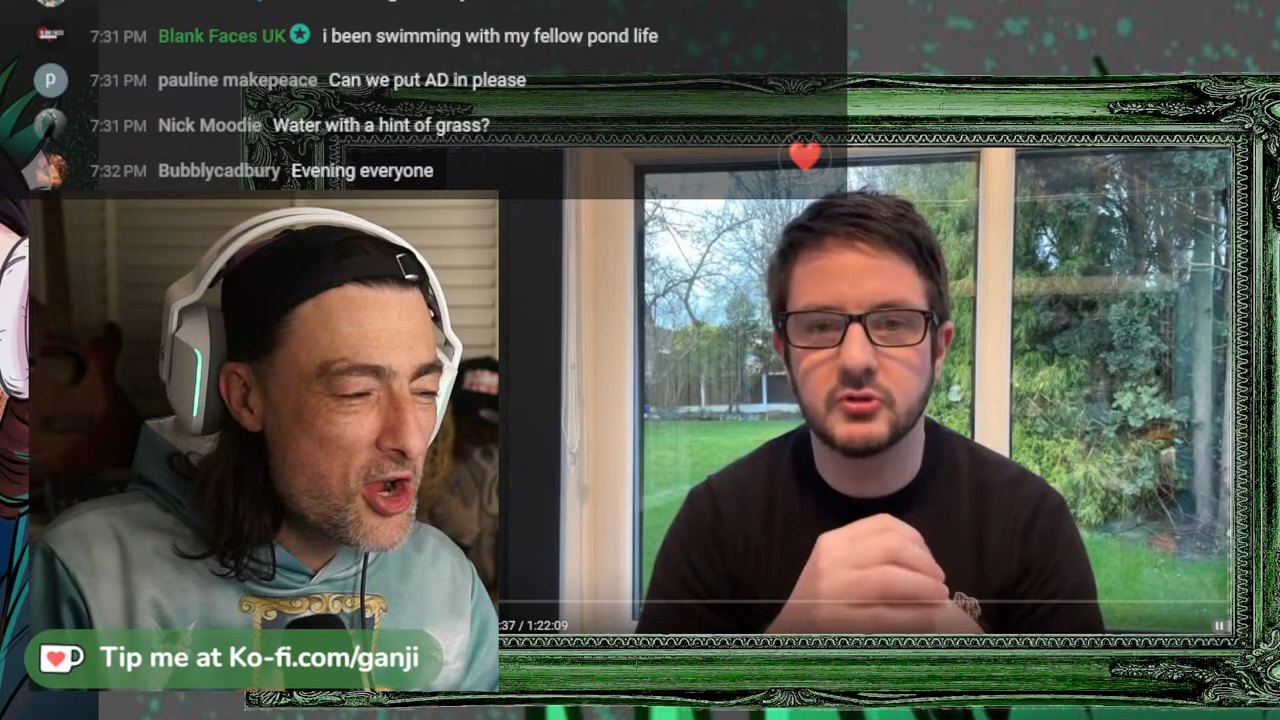 7:31 PM Blank Faces UK i been swimming with my fellow pond life
P 7:31 PM pauline makepeace Can we put AD in please
7:31 PM Nick Moodie Water with a hint of grass?
7:32 PM Bubblycadbury Evening everyone
:37 / 1:22:09
Tip me at Ko-fi.com/ganji